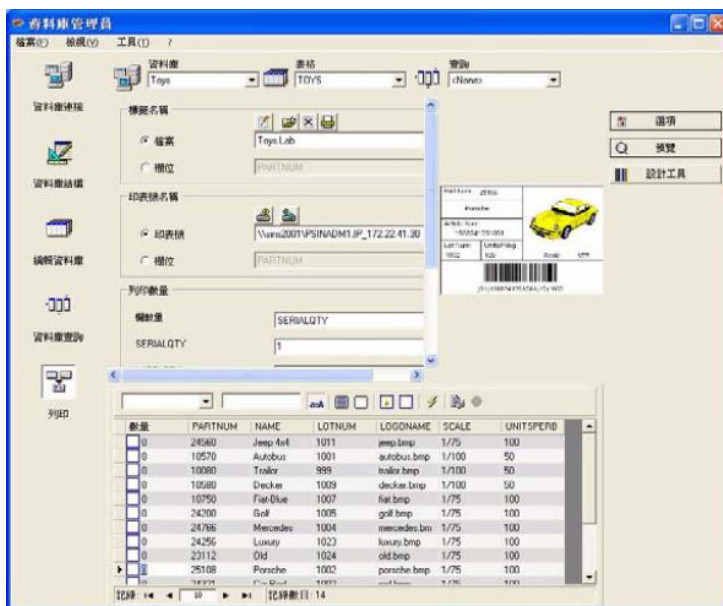 資料庫管理員
檔案(F) 檢視(V) 工具(T) ?
資料庫 表格 查詢
Toys TOYS <None>
資料庫連接
資料庫結構
編輯資料庫
資料庫查詢
列印
標籤名稱
檔案 Toys.Lab
欄位 PARTNUM
印表機名稱
印表機
欄位 PARTNUM
列印數量
欄數量 SERIALQTY
SERIALQTY 1
選項
預覽
設計工具
Porsche
1002
數量 PARTNUM NAME LOTNUM LOGONAME SCALE UNITSPERB
0 24560 Jeep 4x4 1011 jeep.bmp 1/75 100
0 10570 Autobus 1001 autobus.bmp 1/100 50
0 10080 Trailor 999 trailor.bmp 1/100 50
0 10580 Decker 1009 decker.bmp 1/100 50
0 10750 Fiat-Blue 1007 fiat.bmp 1/75 100
0 24200 Golf 1005 golf.bmp 1/75 100
0 24766 Mercedes 1004 mercedes.bm 1/75 100
0 24256 Luxury 1023 luxury.bmp 1/75 100
0 23112 Old 1024 old.bmp 1/75 100
25108 Porsche 1002 porsche.bmp 1/75 100
記錄: 10 記錄數目: 14